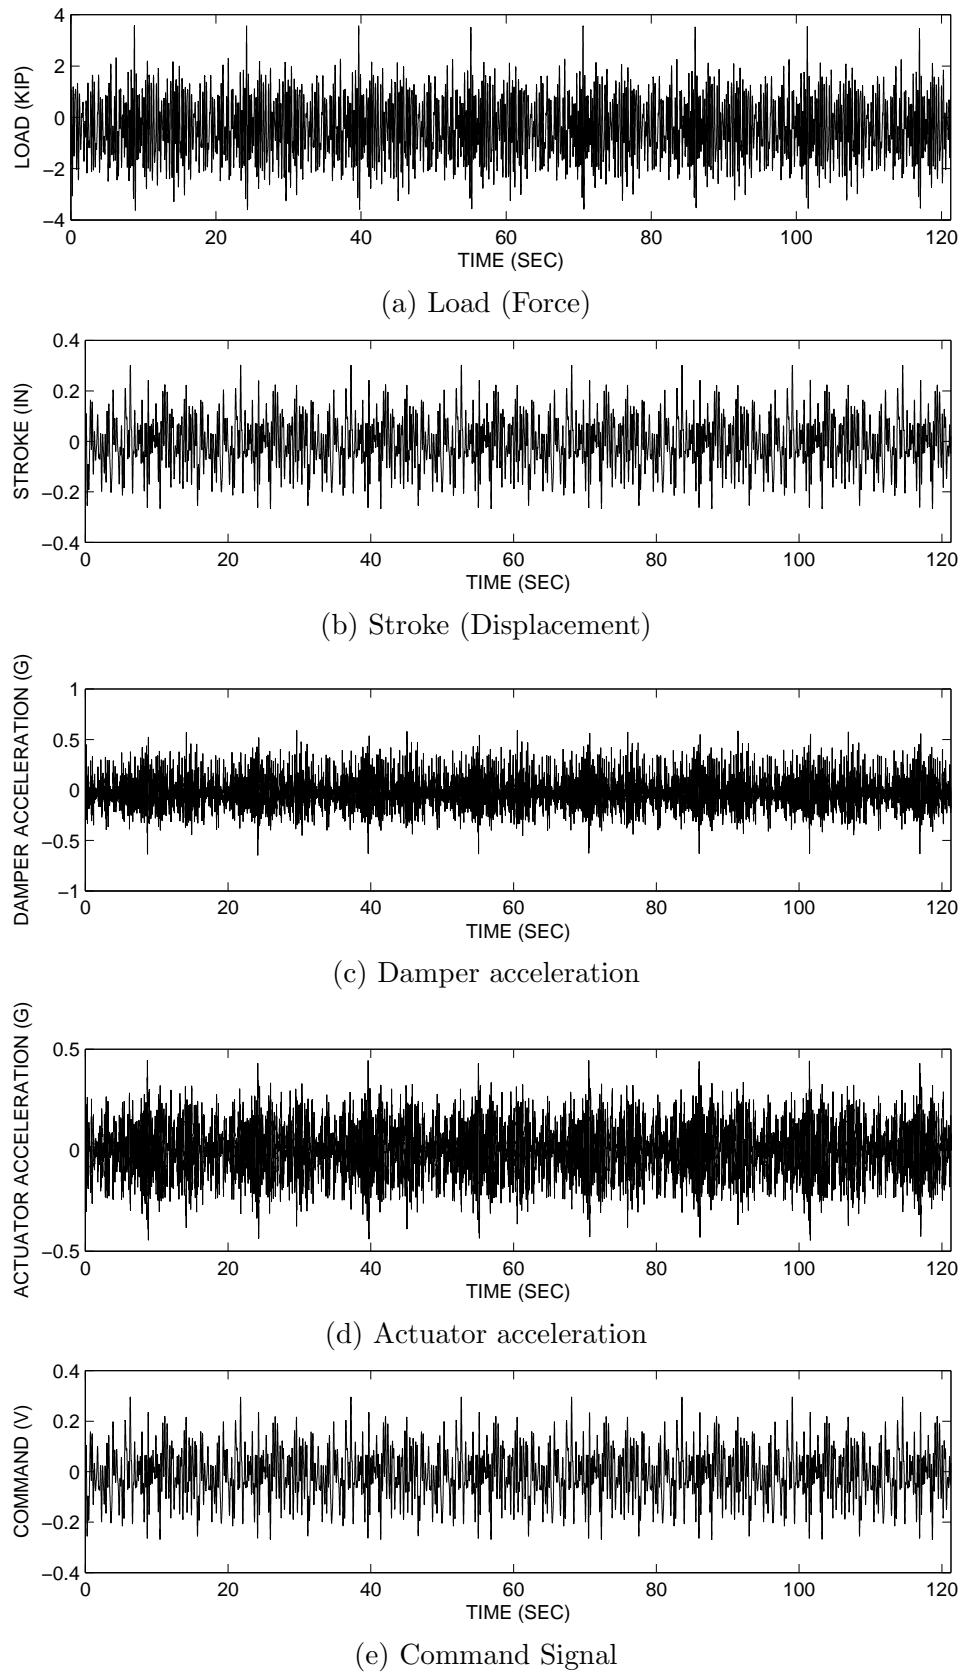 4
2
0
−2
−4
LOAD (KIP)
0 20 40 60 80 100 120
TIME (SEC)
(a) Load (Force)
0.4
0.2
0
−0.2
−0.4
STROKE (IN)
0 20 40 60 80 100 120
TIME (SEC)
(b) Stroke (Displacement)
1
0.5
0
−0.5
−1
DAMPER ACCELERATION (G)
0 20 40 60 80 100 120
TIME (SEC)
(c) Damper acceleration
0.5
0
−0.5
ACTUATOR ACCELERATION (G)
0 20 40 60 80 100 120
TIME (SEC)
(d) Actuator acceleration
0.4
0.2
0
−0.2
−0.4
COMMAND (V)
0 20 40 60 80 100 120
TIME (SEC)
(e) Command Signal